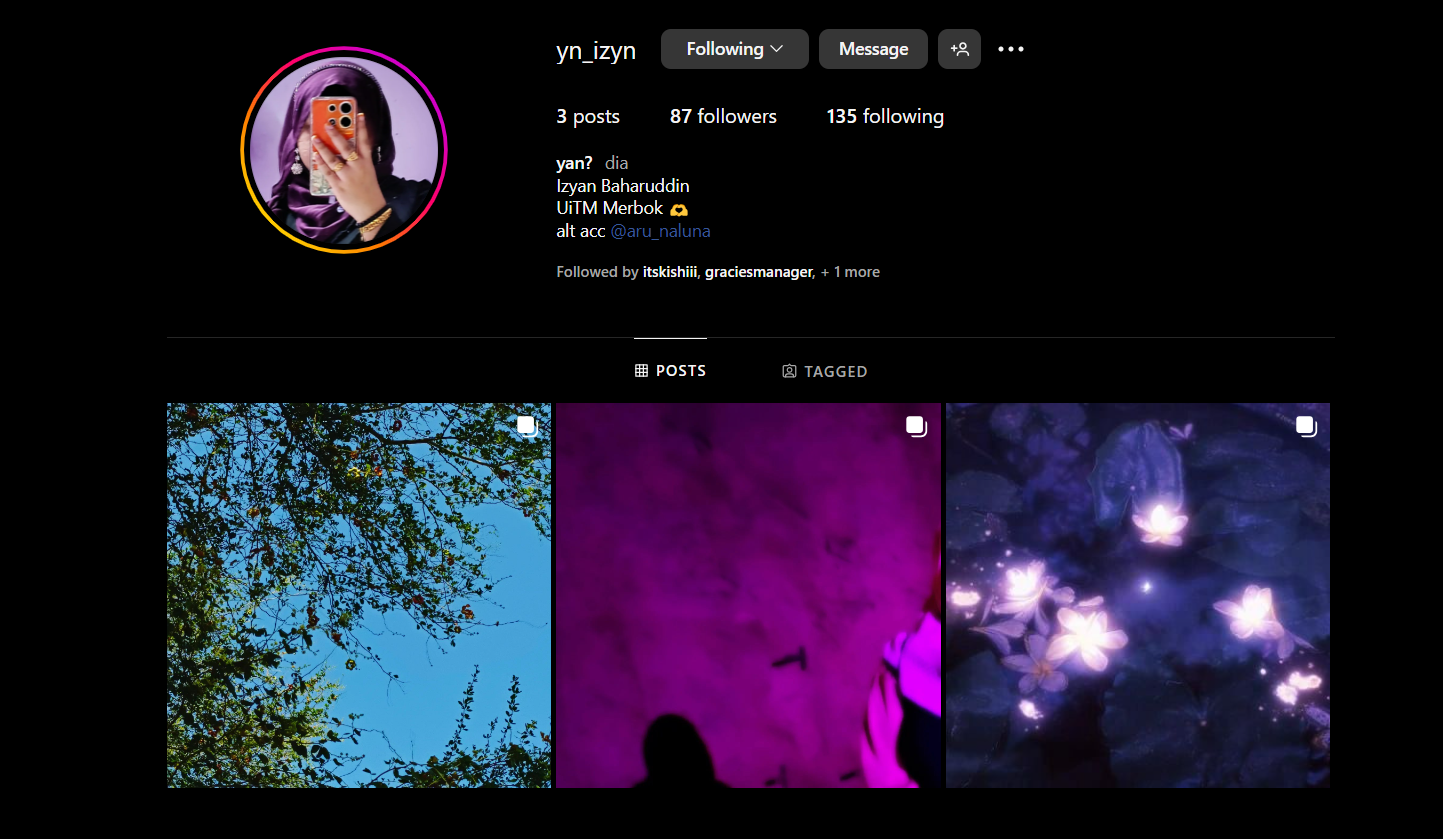 yn_izyn Following Message
3 posts 87 followers 135 following
yan? dia
Izyan Baharuddin
UiTM Merbok 🫶
alt acc @aru_naluna
Followed by itskishiii, graciesmanager, + 1 more
POSTS TAGGED